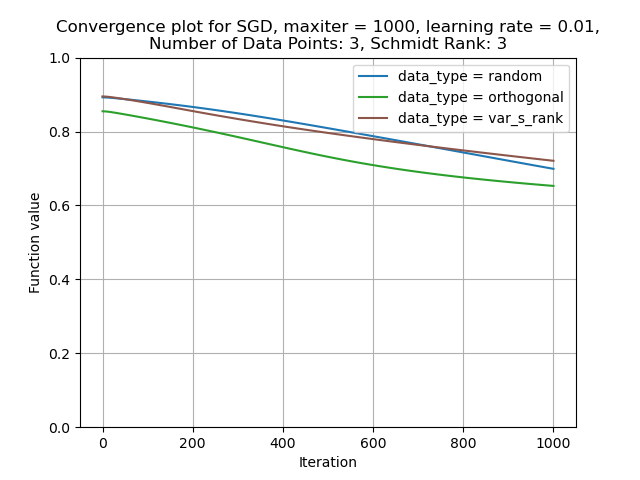 Convergence plot for SGD, maxiter = 1000, learning rate = 0.01,
Number of Data Points: 3, Schmidt Rank: 3
data_type = random
data_type = orthogonal
data_type = var_s_rank
Function value
1.0
0.8
0.6
0.4
0.2
0.0
0 200 400 600 800 1000
Iteration